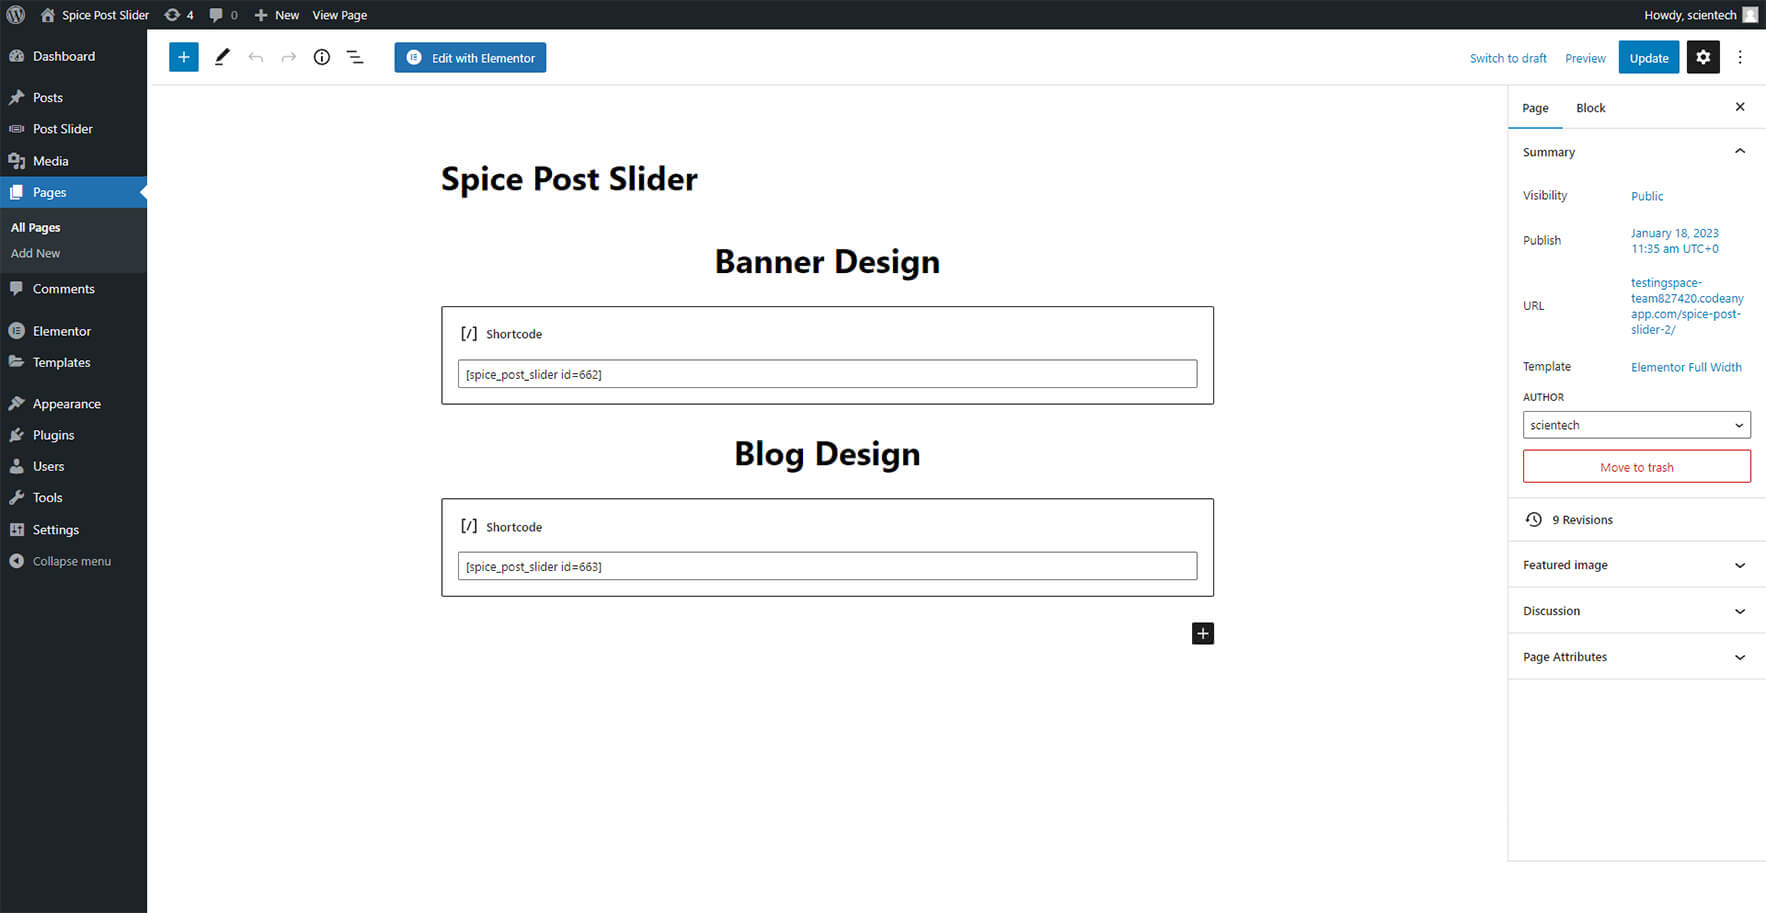 Spice Post Slider 4 0 New View Page Howdy, scientech
Dashboard
Posts
Post Slider
Media
Pages
All Pages
Add New
Comments
Elementor
Templates
Appearance
Plugins
Users
Tools
Settings
Collapse menu
Edit with Elementor Switch to draft Preview Update
Spice Post Slider
Banner Design
[/] Shortcode
[spice_post_slider id=662]
Blog Design
[/] Shortcode
[spice_post_slider id=663]
Page Block
Summary
Visibility Public
Publish January 18, 2023
11:35 am UTC+0
URL testingspace-
team827420.codeany
app.com/spice-post-
slider-2/
Template Elementor Full Width
AUTHOR
scientech
Move to trash
9 Revisions
Featured image
Discussion
Page Attributes